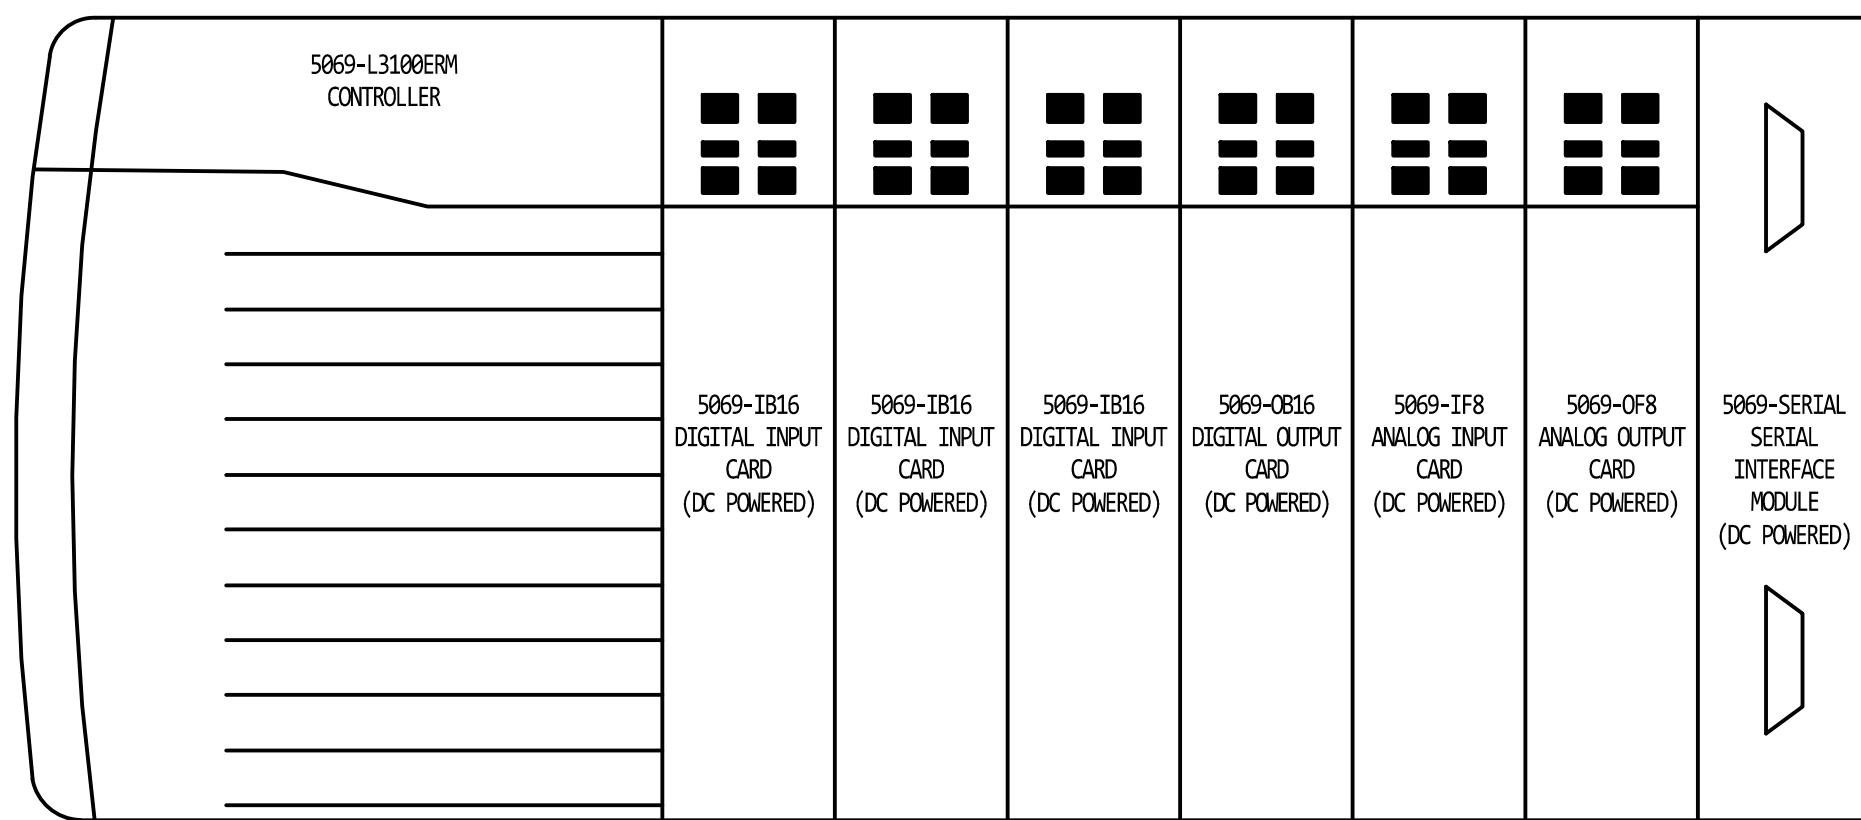 5069-L3100ERM
CONTROLLER
5069-IB16
DIGITAL INPUT
CARD
(DC POWERED)
5069-IB16
DIGITAL INPUT
CARD
(DC POWERED)
5069-IB16
DIGITAL INPUT
CARD
(DC POWERED)
5069-OB16
DIGITAL OUTPUT
CARD
(DC POWERED)
5069-IF8
ANALOG INPUT
CARD
(DC POWERED)
5069-OF8
ANALOG OUTPUT
CARD
(DC POWERED)
5069-SERIAL
SERIAL
INTERFACE
MODULE
(DC POWERED)